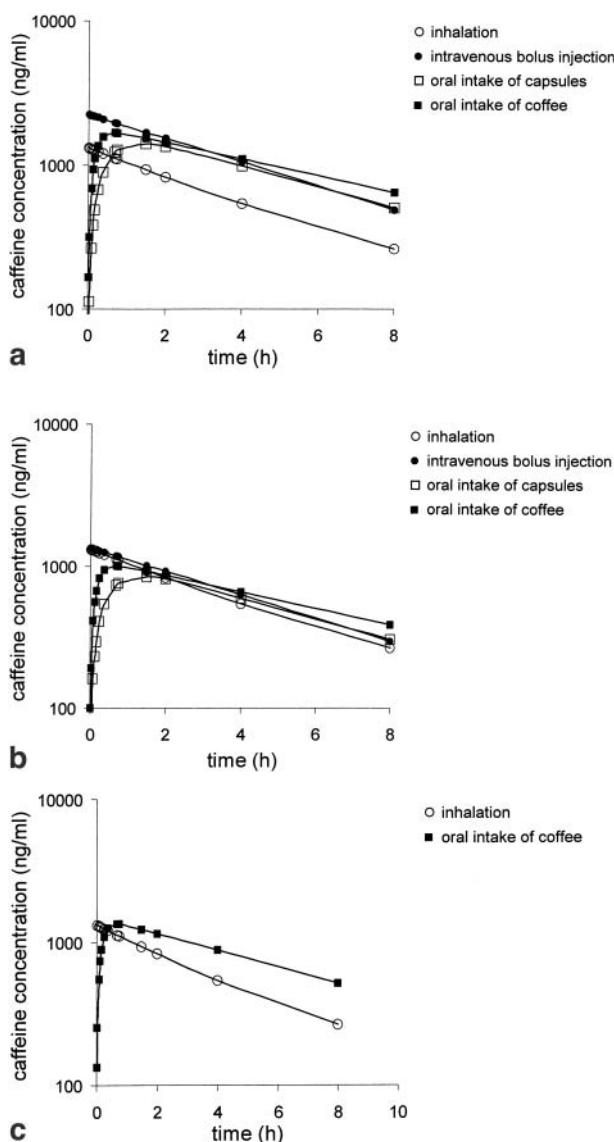 10000
1000
100
caffeine concentration (ng/ml)
0 2 4 6 8
time (h)
inhalation
intravenous bolus injection
oral intake of capsules
oral intake of coffee
a
10000
1000
100
caffeine concentration (ng/ml)
0 2 4 6 8
time (h)
inhalation
intravenous bolus injection
oral intake of capsules
oral intake of coffee
b
10000
1000
100
caffeine concentration (ng/ml)
0 2 4 6 8 10
time (h)
inhalation
oral intake of coffee
c